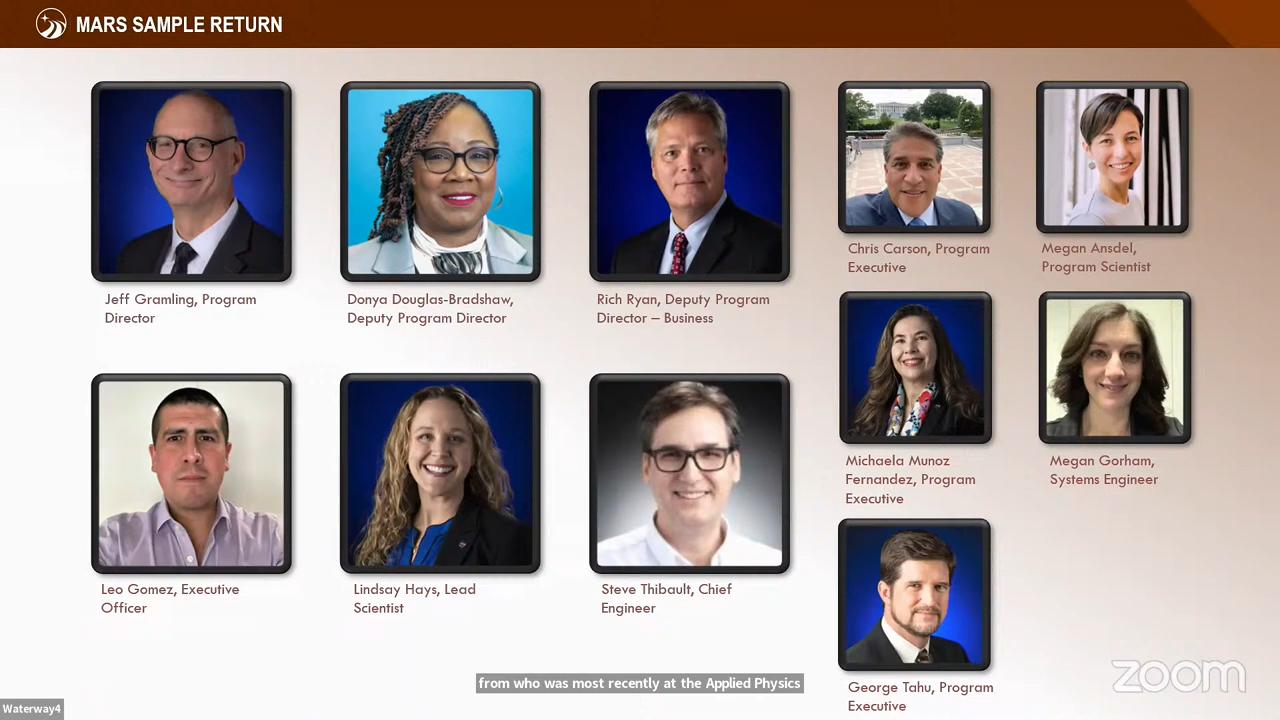 MARS SAMPLE RETURN
Jeff Gramling, Program
Director
Donya Douglas-Bradshaw,
Deputy Program Director
Rich Ryan, Deputy Program
Director – Business
Chris Carson, Program
Executive
Megan Ansdel,
Program Scientist
Michaela Munoz
Fernandez, Program
Executive
Megan Gorham,
Systems Engineer
Leo Gomez, Executive
Officer
Lindsay Hays, Lead
Scientist
Steve Thibault, Chief
Engineer
George Tahu, Program
Executive
from who was most recently at the Applied Physics
zoom
Waterway4